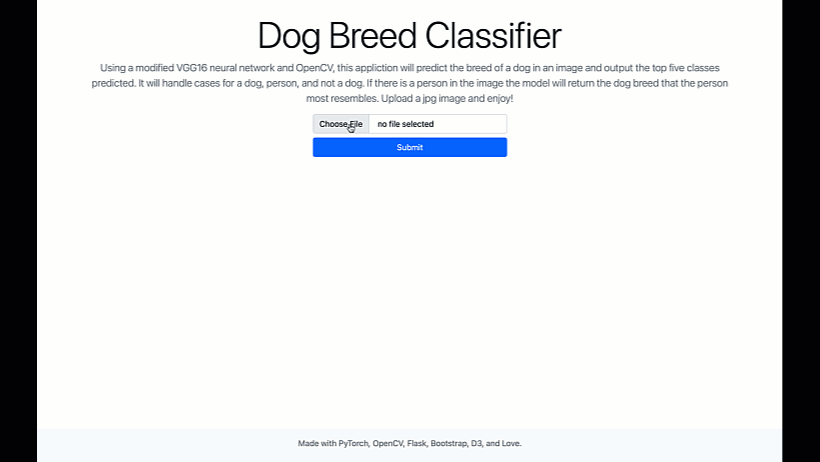 Dog Breed Classifier
Using a modified VGG16 neural network and OpenCV, this appliction will predict the breed of a dog in an image and output the top five classes
predicted. It will handle cases for a dog, person, and not a dog. If there is a person in the image the model will return the dog breed that the person
most resembles. Upload a jpg image and enjoy!
Choose File no file selected
Submit
Made with PyTorch, OpenCV, Flask, Bootstrap, D3, and Love.